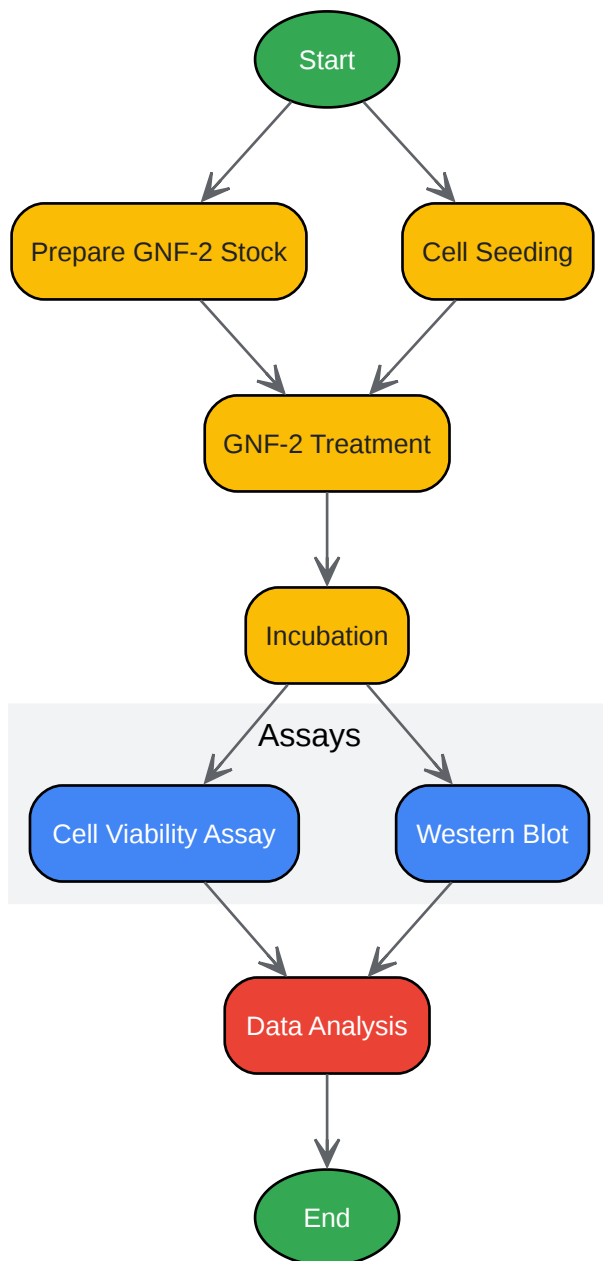 Start
Prepare GNF-2 Stock
Cell Seeding
GNF-2 Treatment
Incubation
Assays
Cell Viability Assay
Western Blot
Data Analysis
End